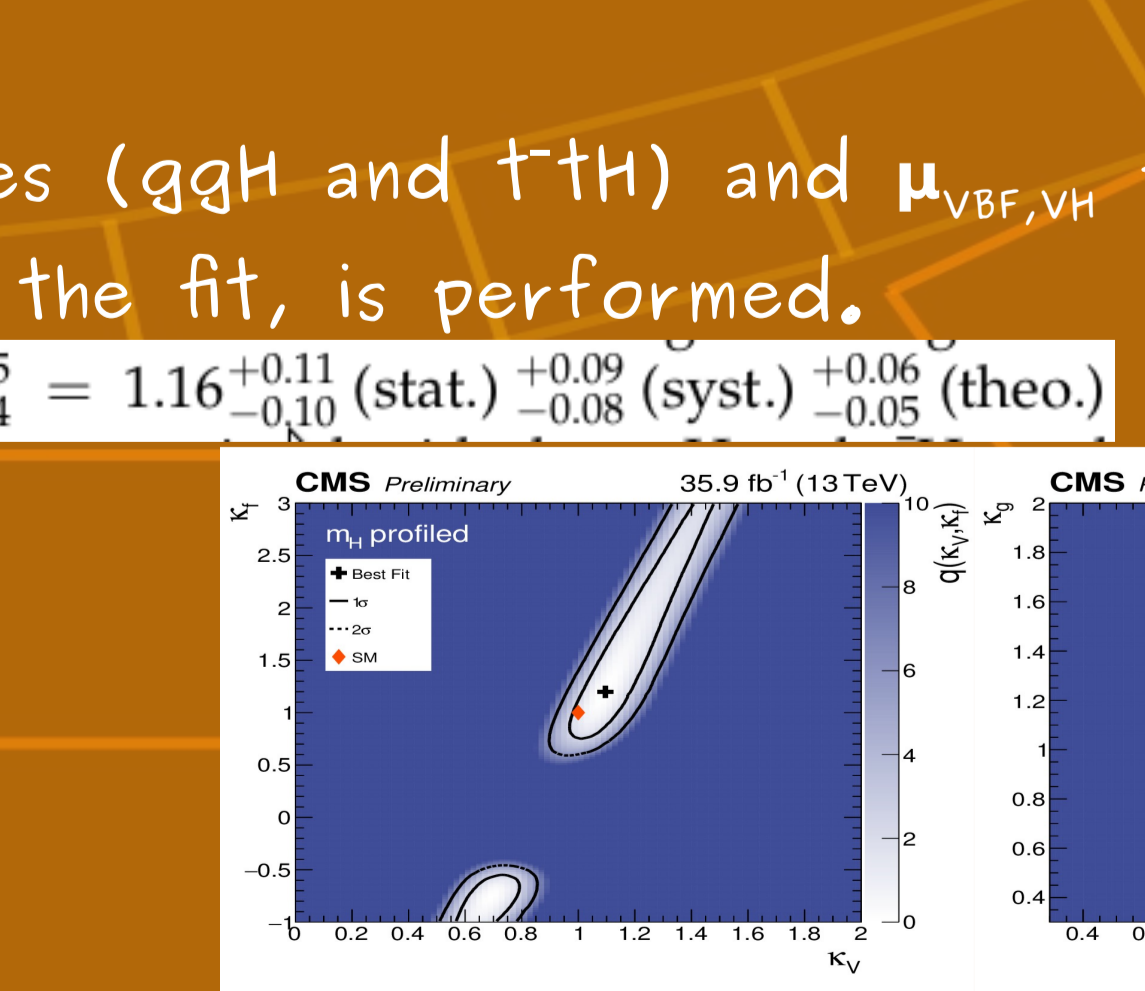 es (ggH and t¯tH) and μVBF,VH
the fit, is performed.
= 1.16 +0.11 −0.10 (stat.) +0.09 −0.08 (syst.) +0.06 −0.05 (theo.)
CMS Preliminary 35.9 fb-1 (13 TeV)
κf
3
2.5
2
1.5
1
0.5
0
−0.5
−1
mH profiled
Best Fit
1σ
2σ
SM
0 0.2 0.4 0.6 0.8 1 1.2 1.4 1.6 1.8 2
κV
10
8
6
4
2
0
q(κV,κf)
CMS
κg
2
1.8
1.6
1.4
1.2
1
0.8
0.6
0.4
0.4